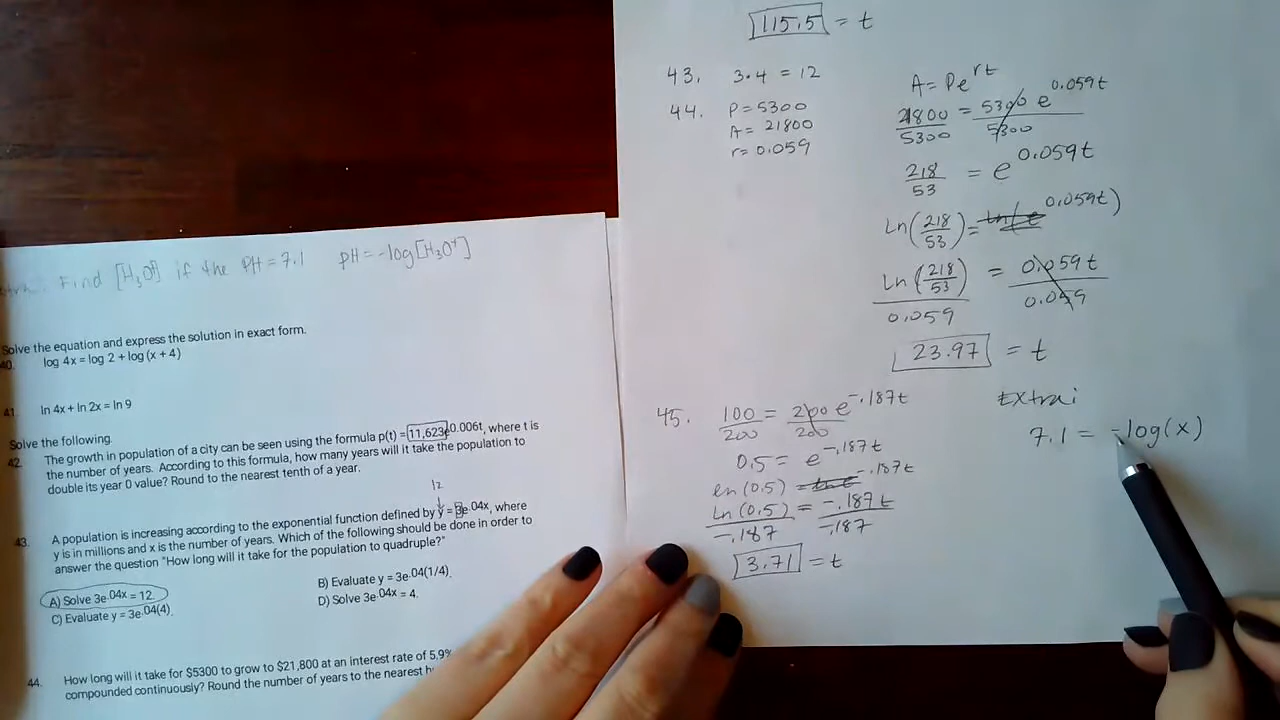 Find [H3O+] if the PH=7.1 pH=-log[H3O+]
Solve the equation and express the solution in exact form.
40. log 4x = log 2 + log (x + 4)
41. ln 4x + ln 2x = ln 9
Solve the following.
42. The growth in population of a city can be seen using the formula p(t) = 11,623e0.006t, where t is
the number of years. According to this formula, how many years will it take the population to
double its year 0 value? Round to the nearest tenth of a year.
12
43. A population is increasing according to the exponential function defined by y = 3e.04x, where
y is in millions and x is the number of years. Which of the following should be done in order to
answer the question "How long will it take for the population to quadruple?"
A) Solve 3e.04x = 12.
B) Evaluate y = 3e.04(1/4).
C) Evaluate y = 3e.04(4).
D) Solve 3e.04x = 4.
44. How long will it take for $5300 to grow to $21,800 at an interest rate of 5.9%
compounded continuously? Round the number of years to the nearest
115.5 = t
43. 3·4 = 12
44. P = 5300
A = 21800
r = 0.059
A = Pe^rt
21800/5300 = 5300 e^0.059t/5300
218/53 = e^0.059t
Ln(218/53) = ln(e^0.059t)
Ln(218/53)/0.059 = 0.059t/0.059
23.97 = t
45. 100/200 = 200 e^-.187t/200
0.5 = e^-.187t
ln(0.5) = ln e^-.187t
ln(0.5)/-.187 = -.187t/-.187
3.71 = t
Extra:
7.1 = -log(x)